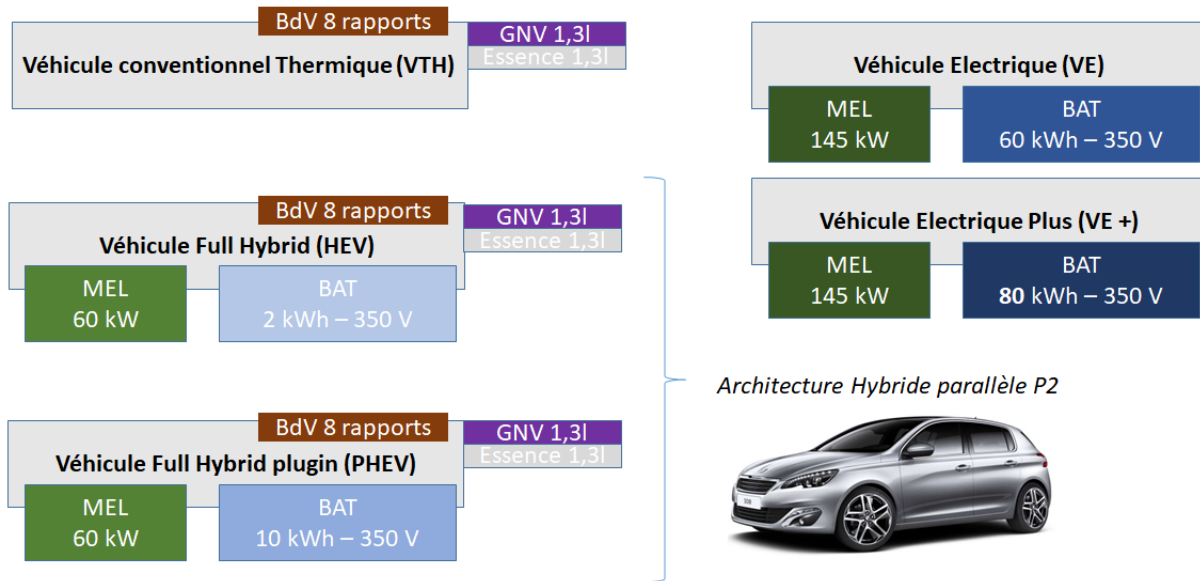 BdV 8 rapports
GNV 1,3l
Essence 1,3l
Véhicule conventionnel Thermique (VTH)
BdV 8 rapports
GNV 1,3l
Essence 1,3l
Véhicule Full Hybrid (HEV)
MEL
60 kW
BAT
2 kWh – 350 V
BdV 8 rapports
GNV 1,3l
Essence 1,3l
Véhicule Full Hybrid plugin (PHEV)
MEL
60 kW
BAT
10 kWh – 350 V
Véhicule Electrique (VE)
MEL
145 kW
BAT
60 kWh – 350 V
Véhicule Electrique Plus (VE +)
MEL
145 kW
BAT
80 kWh – 350 V
Architecture Hybride parallèle P2
308